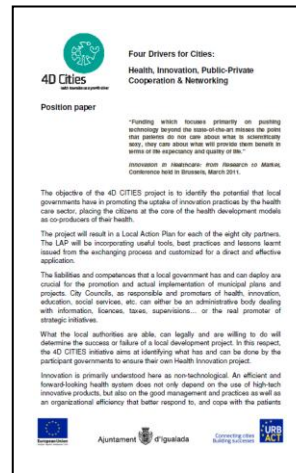 4D Cities
Four Drivers for Cities:
Health, Innovation, Public-Private
Cooperation & Networking
Position paper
"Funding which focuses primarily on pushing
technology beyond the state-of-the-art misses the point
that patients do not care about what is scientifically
sexy, they care about what will provide them benefit in
terms of life expectancy and quality of life."
Innovation in Healthcare: from Research to Market,
Conference held in Brussels, March 2011.
The objective of the 4D CITIES project is to identify the potential that local
governments have in promoting the uptake of innovation practices by the health
care sector, placing the citizens at the core of the health development models
as co-producers of their health.
The project will result in a Local Action Plan for each of the eight city partners.
The LAP will be incorporating useful tools, best practices and lessons learnt
issued from the exchanging process and customized for a direct and effective
application.
The liabilities and competences that a local government has and can deploy are
crucial for the promotion and actual implementation of municipal plans and
projects. City Councils, as responsible and promoters of health, innovation,
education, social services, etc. can either be an administrative body dealing
with information, licences, taxes, supervisions... or the real promoter of
strategic initiatives.
What the local authorities are able, can legally and are willing to do will
determine the success or failure of a local development project. In this respect,
the 4D CITIES initiative aims at identifying what has and can be done by the
participant governments to ensure their own Health Innovation project.
Innovation is primarily understood here as non-technological. An efficient and
forward-looking health system does not only depend on the use of high-tech
innovative products, but also on the good management and practices as well as
an organizational efficiency that better respond to, and cope with the patients
Ajuntament d'Igualada
Connecting cities
Building successes
URB
ACT